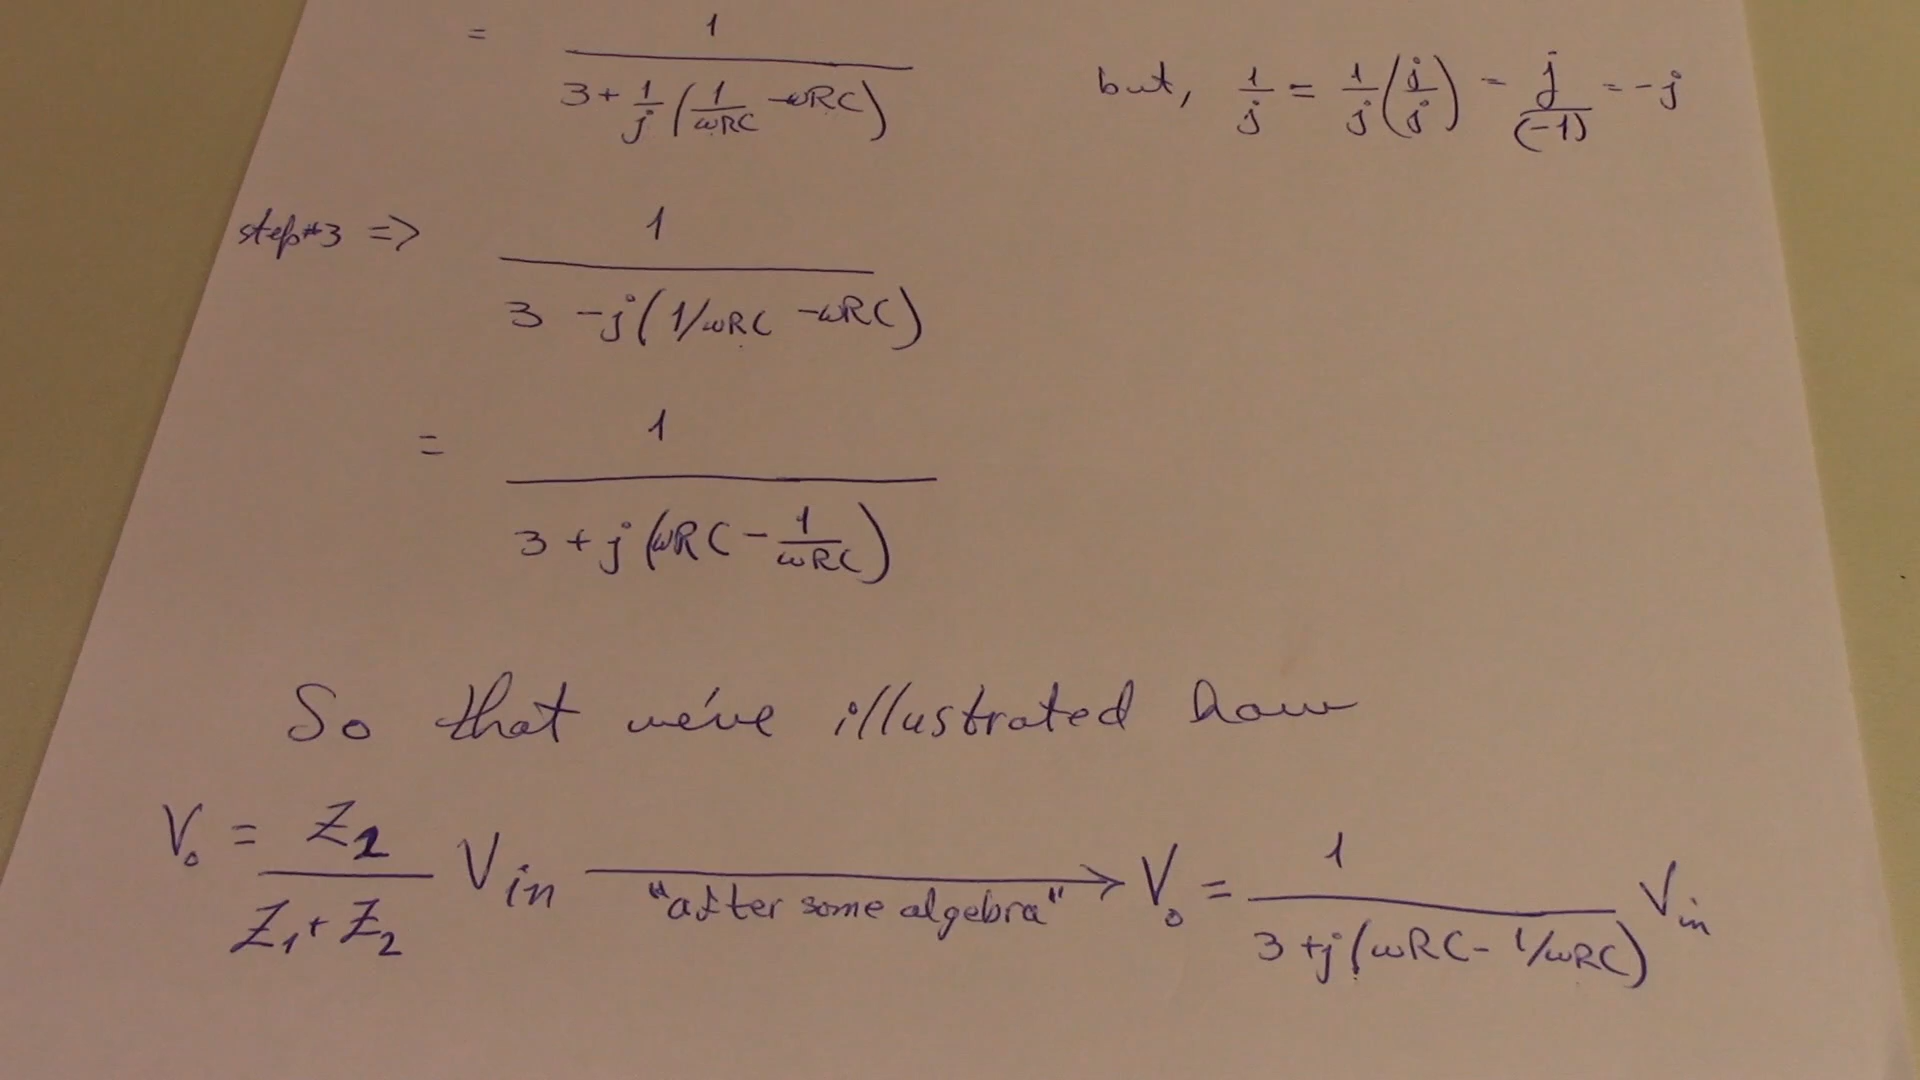 = 1 / (3 + 1/j (1/ωRC - ωRC)) but, 1/j = 1/j (j/j) = j/(-1) = -j
step#3 => 1 / (3 - j(1/ωRC - ωRC))
= 1 / (3 + j(ωRC - 1/ωRC))
So that we've illustrated how
V₀ = Z₂ / (Z₁ + Z₂) Vin "after some algebra" → V₀ = 1 / (3 + j(ωRC - 1/ωRC)) Vin